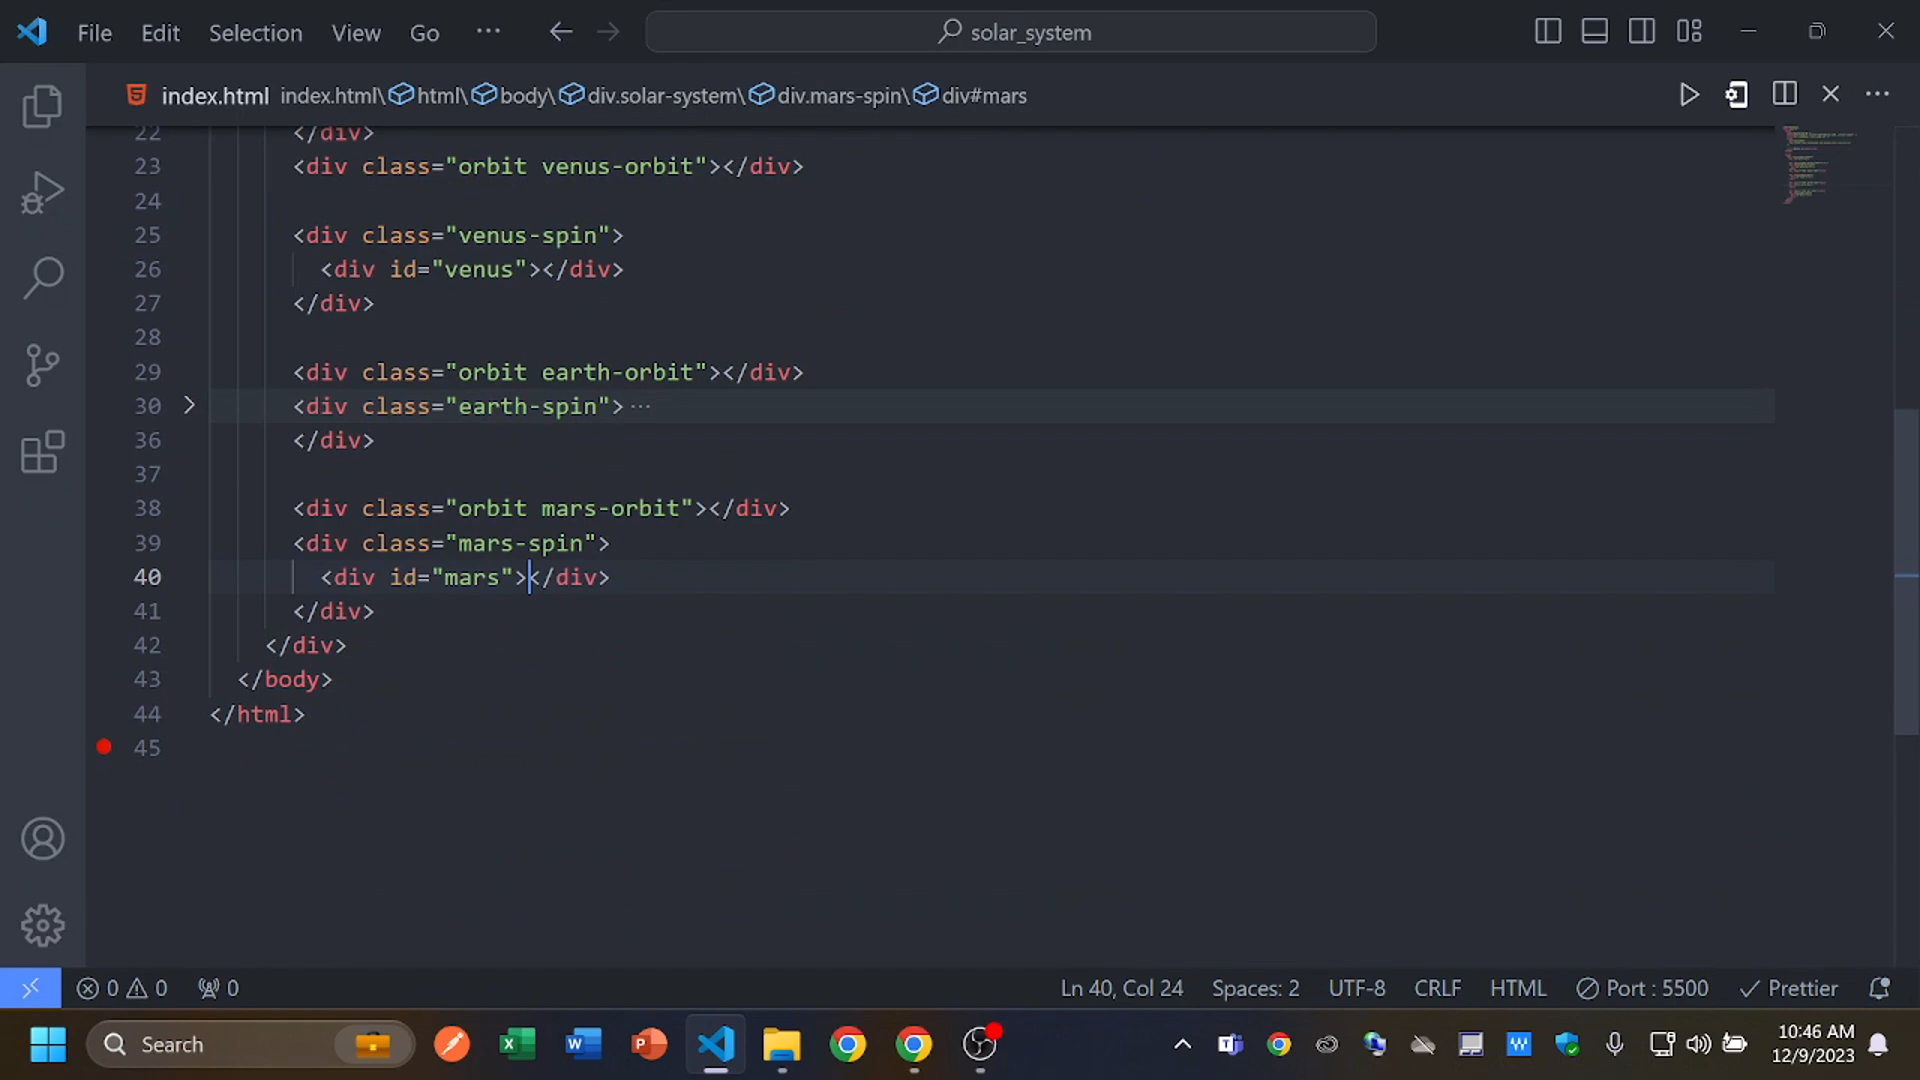 File Edit Selection View Go ··· solar_system
index.html index.html\html\body\div.solar-system\div.mars-spin\div#mars
22 </div>
23 <div class="orbit venus-orbit"></div>
24
25 <div class="venus-spin">
26 <div id="venus"></div>
27 </div>
28
29 <div class="orbit earth-orbit"></div>
30 <div class="earth-spin">···
36 </div>
37
38 <div class="orbit mars-orbit"></div>
39 <div class="mars-spin">
40 <div id="mars"></div>
41 </div>
42 </div>
43 </body>
44 </html>
45
0 0 0 Ln 40, Col 24 Spaces: 2 UTF-8 CRLF HTML Port : 5500 Prettier
Search 10:46 AM
12/9/2023